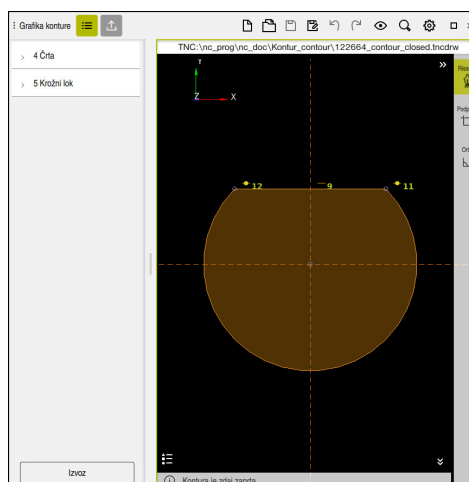 Grafika konture
TNC:\nc_prog\nc_doc\Kontur_contour\122664_contour_closed.tncdrw
4 Črta
5 Krožni lok
Y
Z
X
12
9
11
Izvoz
Kontura je zdaj zaprta